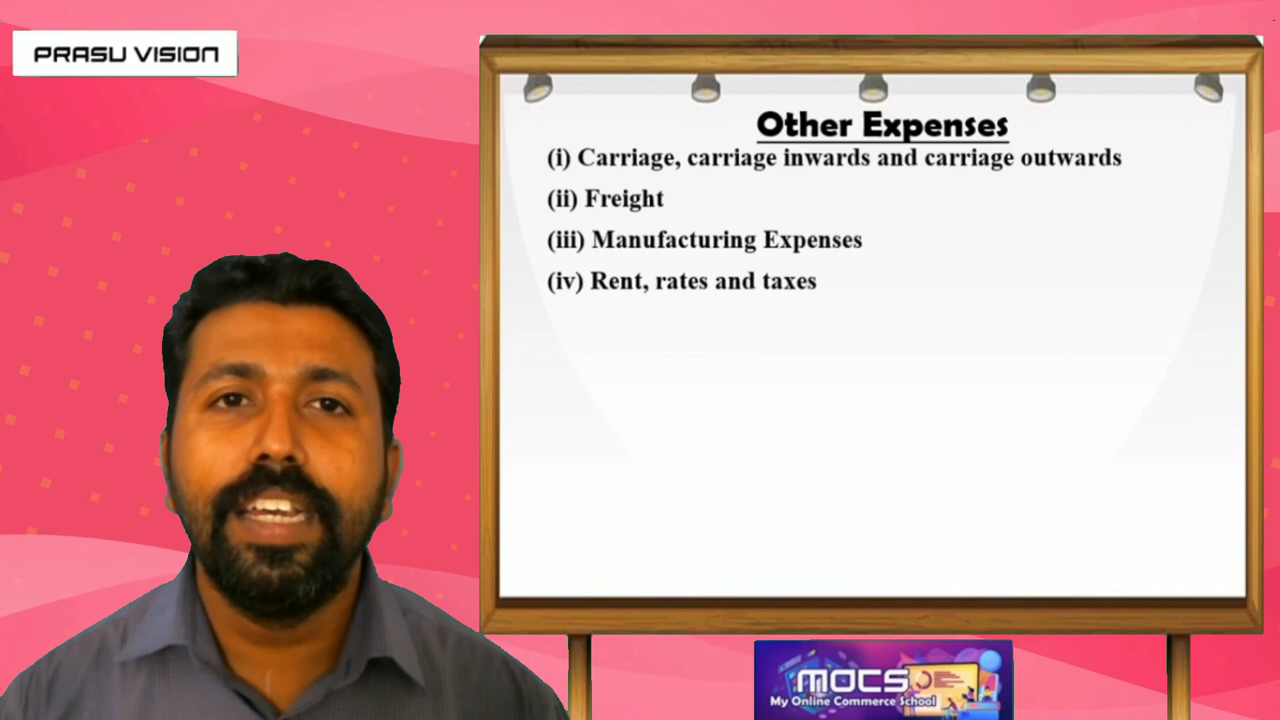 PRASU VISION
Other Expenses
(i) Carriage, carriage inwards and carriage outwards
(ii) Freight
(iii) Manufacturing Expenses
(iv) Rent, rates and taxes
MOCS
My Online Commerce School